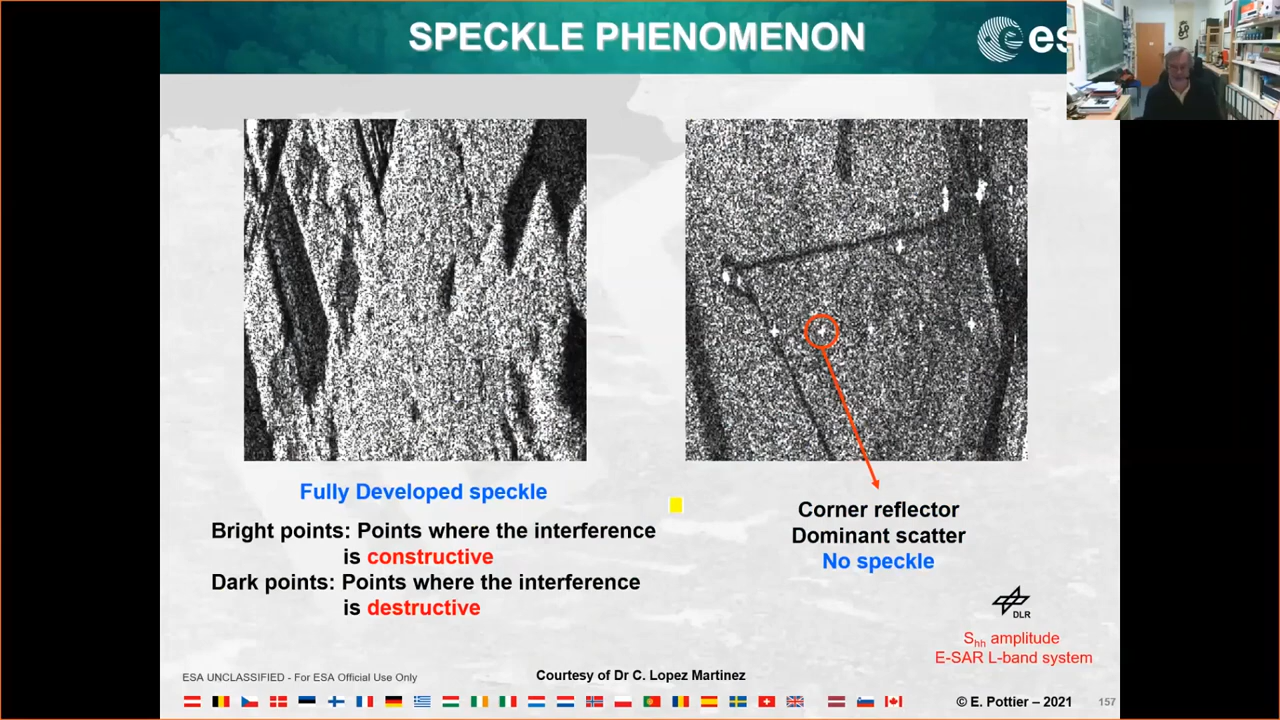 SPECKLE PHENOMENON
es
Fully Developed speckle
Bright points: Points where the interference
is constructive
Dark points: Points where the interference
is destructive
Corner reflector
Dominant scatter
No speckle
DLR
Shh amplitude
E-SAR L-band system
ESA UNCLASSIFIED - For ESA Official Use Only
Courtesy of Dr C. Lopez Martinez
© E. Pottier – 2021
157